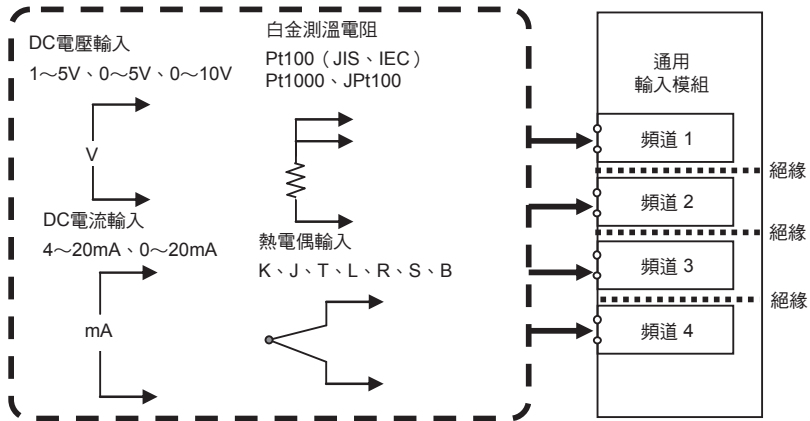 DC電壓輸入
1～5V、0～5V、0～10V
V
DC電流輸入
4～20mA、0～20mA
mA
白金測溫電阻
Pt100（JIS、IEC）
Pt1000、JPt100
熱電偶輸入
K、J、T、L、R、S、B
通用
輸入模組
頻道 1
絕緣
頻道 2
絕緣
頻道 3
絕緣
頻道 4